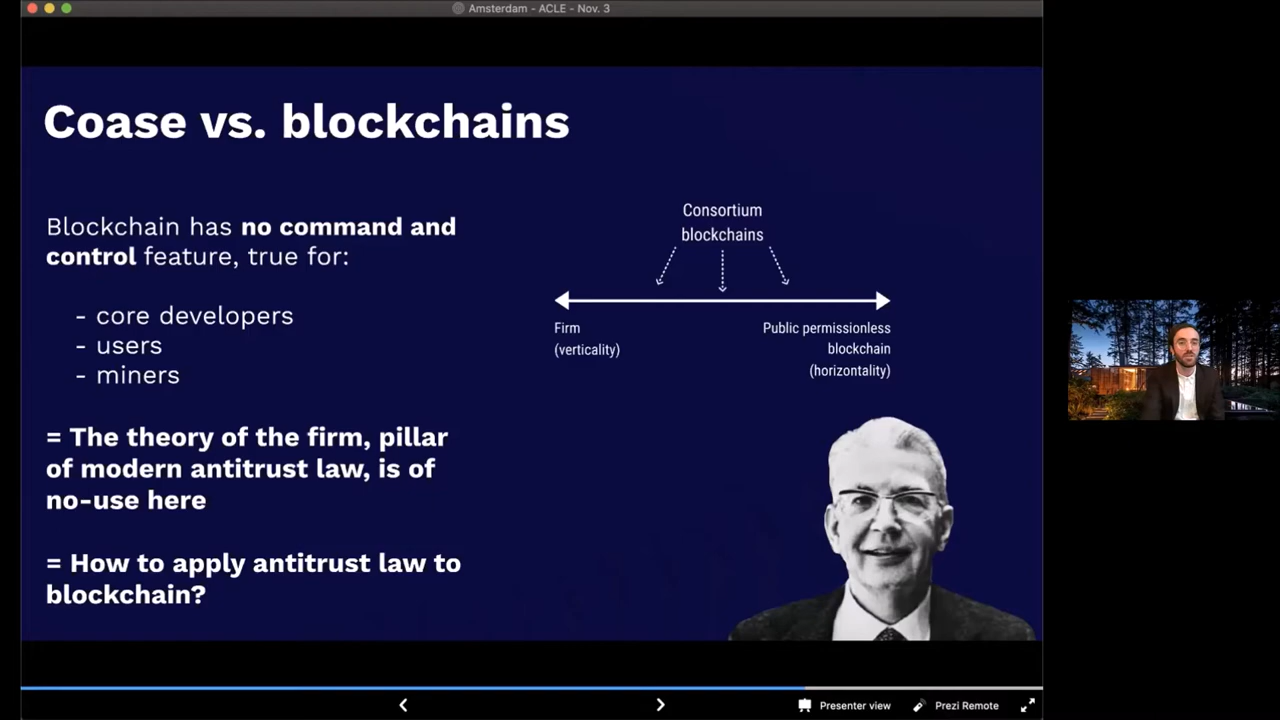 Amsterdam - ACLE - Nov. 3
Coase vs. blockchains
Blockchain has no command and
control feature, true for:
- core developers
- users
- miners
= The theory of the firm, pillar
of modern antitrust law, is of
no-use here
= How to apply antitrust law to
blockchain?
Consortium
blockchains
Firm
(verticality)
Public permissionless
blockchain
(horizontality)
Presenter view
Prezi Remote